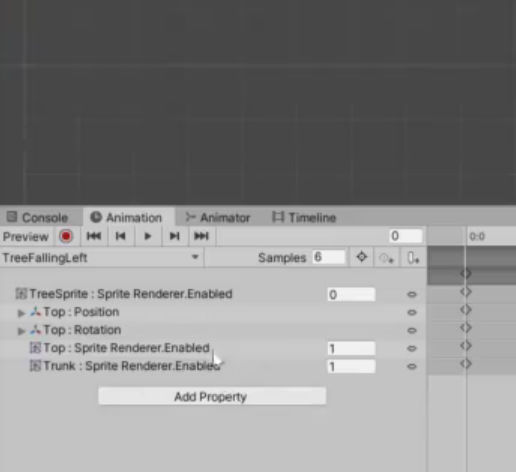 Console Animation Animator Timeline
Preview 0 0:0
TreeFallingLeft Samples 6
TreeSprite : Sprite Renderer.Enabled 0
Top : Position
Top : Rotation
Top : Sprite Renderer.Enabled 1
Trunk : Sprite Renderer.Enabled 1
Add Property